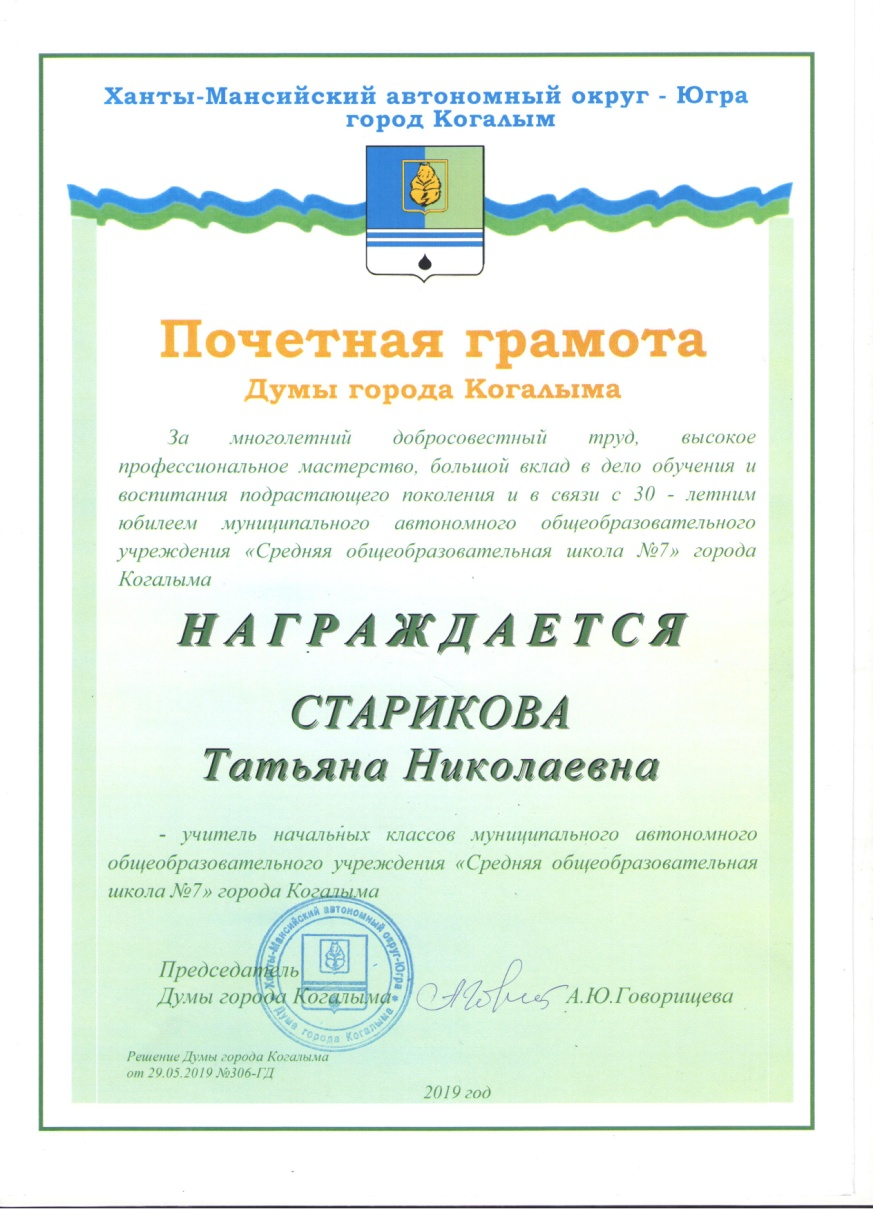 Ханты-Мансийский автономный округ - Югра
город Когалым
Почетная грамота
Думы города Когалыма
За многолетний добросовестный труд, высокое
профессиональное мастерство, большой вклад в дело обучения и
воспитания подрастающего поколения и в связи с 30 - летним
юбилеем муниципального автономного общеобразовательного
учреждения «Средняя общеобразовательная школа №7» города
Когалыма
НАГРАЖДАЕТСЯ
СТАРИКОВА
Татьяна Николаевна
- учитель начальных классов муниципального автономного
общеобразовательного учреждения «Средняя общеобразовательная
школа №7» города Когалыма
Ханты-Мансийский автономный округ-Югра
Дума города Когалыма
Председатель
Думы города Когалыма
А.Ю.Говорищева
Решение Думы города Когалыма
от 29.05.2019 №306-ГД
2019 год